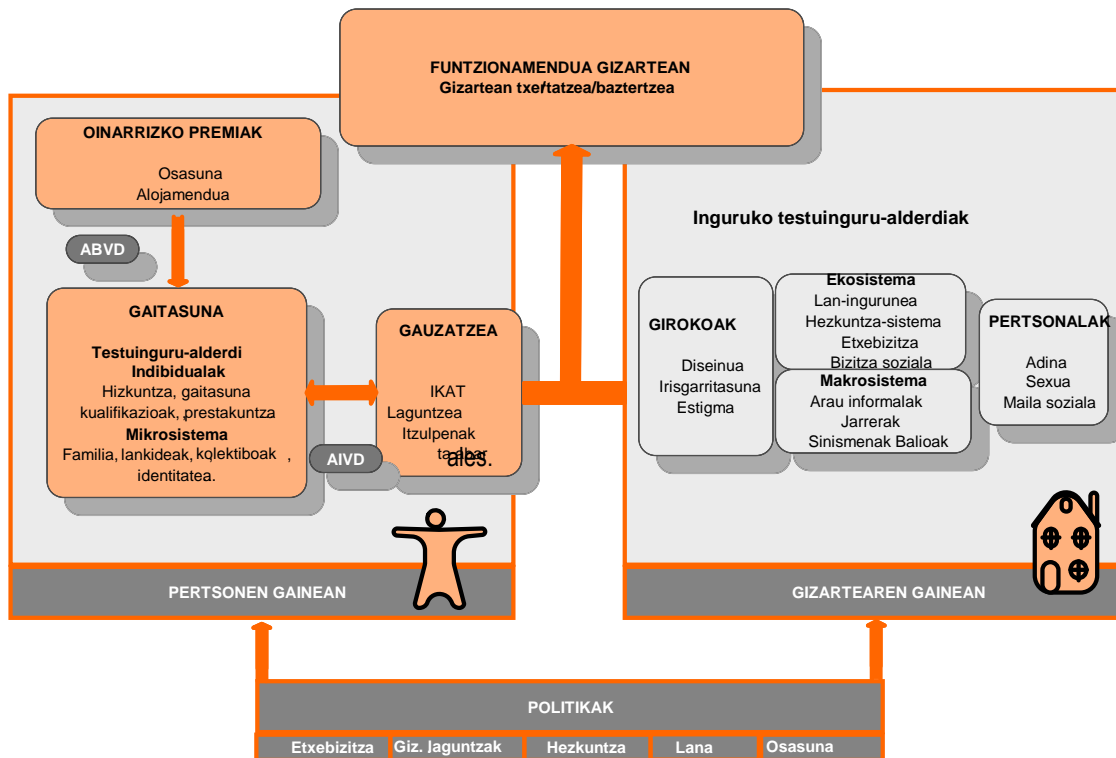 FUNTZIONAMENDUA GIZARTEAN
Gizartean txertatzea/baztertzea
OINARRIZKO PREMIAK
Osasuna
Alojamendua
ABVD
GAITASUNA
Testuinguru-alderdi
Indibidualak
Hizkuntza, gaitasuna
kualifikazioak, prestakuntza
Mikrosistema
Familia, lankideak, kolektiboak ,
identitatea.
GAUZATZEA
IKAT
Laguntzea
Itzulpenak
ta abar
ales.
AIVD
Inguruko testuinguru-alderdiak
GIROKOAK
Diseinua
Irisgarritasuna
Estigma
Ekosistema
Lan-ingurunea
Hezkuntza-sistema
Etxebizitza
Bizitza soziala
Makrosistema
Arau informalak
Jarrerak
Sinismenak Balioak
PERTSONALAK
Adina
Sexua
Maila soziala
PERTSONEN GAINEAN
GIZARTEAREN GAINEAN
POLITIKAK
Etxebizitza
Giz. laguntzak
Hezkuntza
Lana
Osasuna